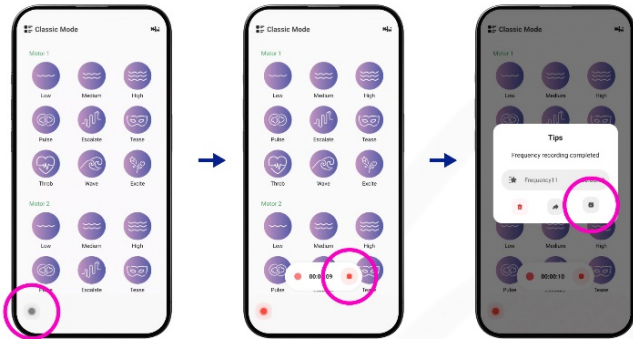 Classic Mode
Motor 1
Low Medium High
Pulse Escalate Tease
Throb Wave Excite
Motor 2
Low Medium High
Pulse Escalate Tease
Classic Mode
Motor 1
Low Medium High
Pulse Escalate Tease
Throb Wave Excite
Motor 2
Low Medium High
00:00:09
Pulse Escalate Tease
Classic Mode
Motor 1
Tips
Frequency recording completed
Frequency11
Low Medium High
00:00:10
Pulse Tease